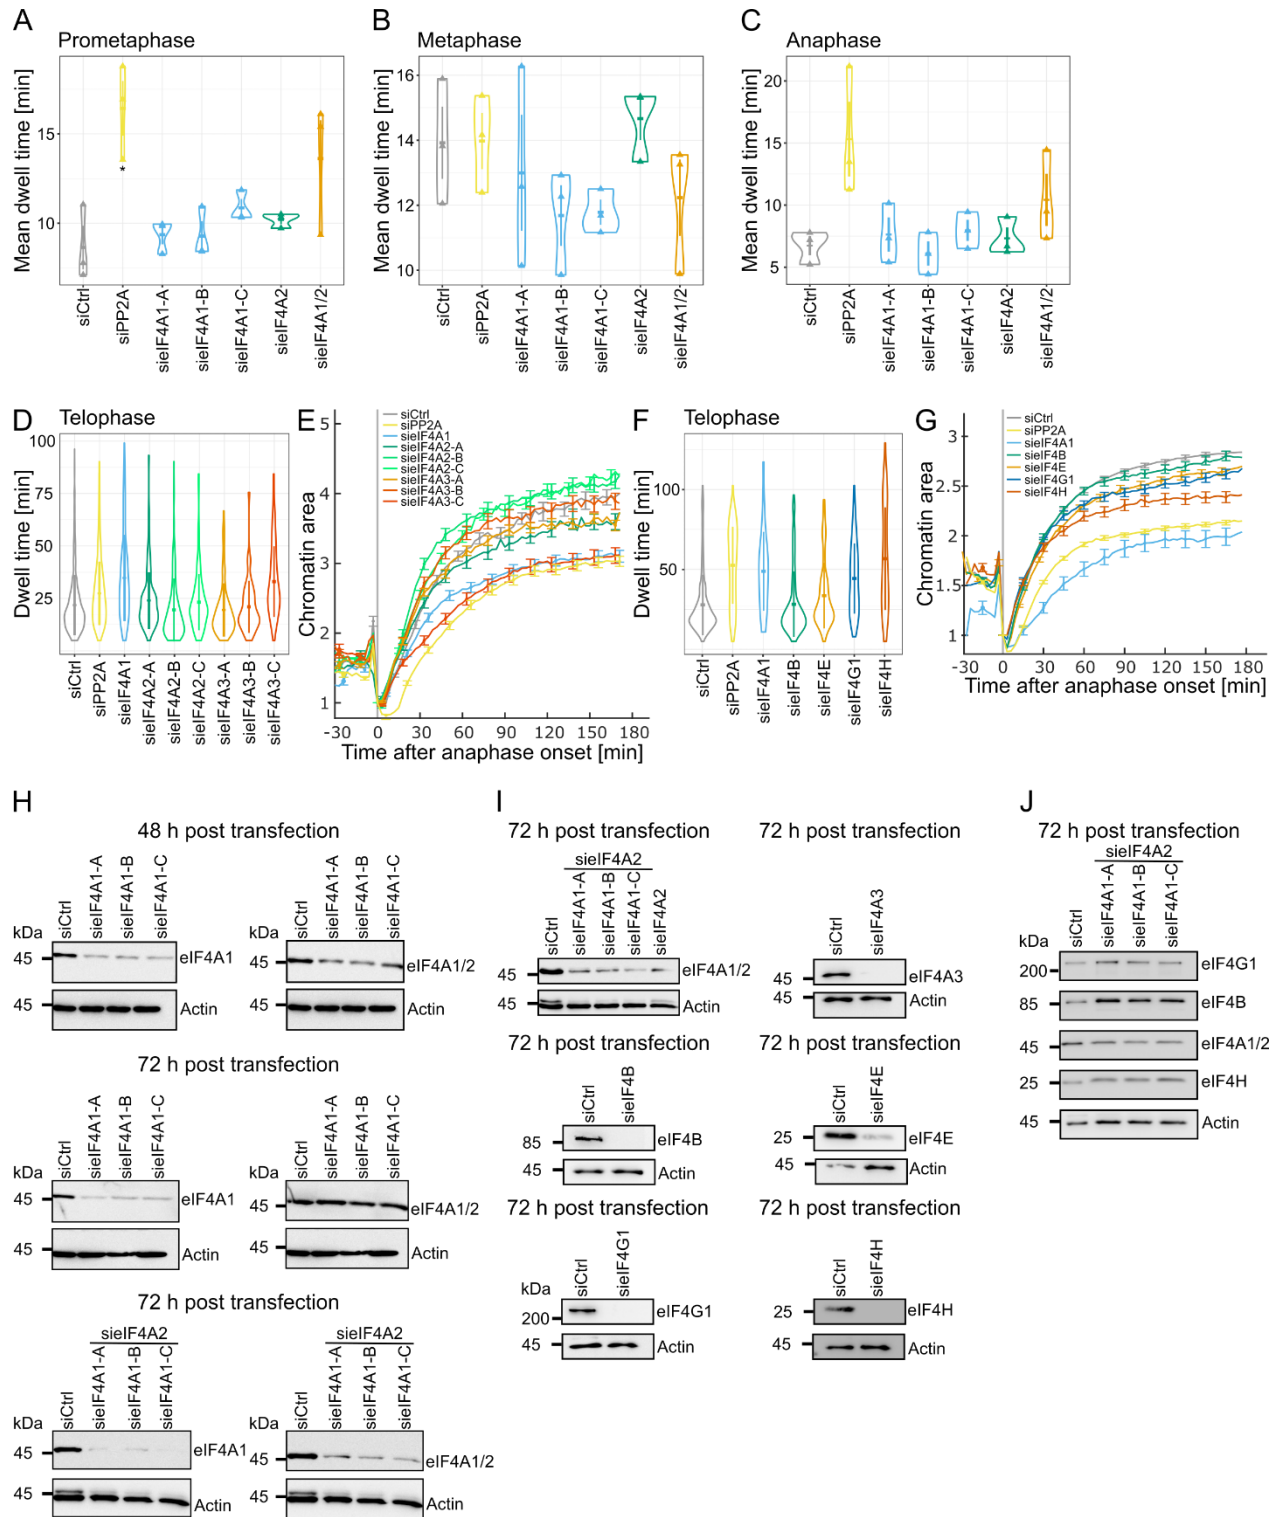 A
Prometaphase
Mean dwell time [min]
15
10
siCtrl
siPP2A
*
sieIF4A1-A
sieIF4A1-B
sieIF4A1-C
sieIF4A2
sieIF4A1/2
B
Metaphase
Mean dwell time [min]
16
14
12
10
siCtrl
siPP2A
sieIF4A1-A
sieIF4A1-B
sieIF4A1-C
sieIF4A2
sieIF4A1/2
C
Anaphase
Mean dwell time [min]
20
15
10
5
siCtrl
siPP2A
sieIF4A1-A
sieIF4A1-B
sieIF4A1-C
sieIF4A2
sieIF4A1/2
D
Telophase
Dwell time [min]
100
75
50
25
siCtrl
siPP2A
sieIF4A1
sieIF4A2-A
sieIF4A2-B
sieIF4A2-C
sieIF4A3-A
sieIF4A3-B
sieIF4A3-C
E
Chromatin area
5
4
3
2
1
siCtrl
siPP2A
sieIF4A1
sieIF4A2-A
sieIF4A2-B
sieIF4A2-C
sieIF4A3-A
sieIF4A3-B
sieIF4A3-C
-30 0 30 60 90 120 150 180
Time after anaphase onset [min]
F
Telophase
Dwell time [min]
100
50
siCtrl
siPP2A
sieIF4A1
sieIF4B
sieIF4E
sieIF4G1
sieIF4H
G
Chromatin area
3
2.5
2
1.5
1
siCtrl
siPP2A
sieIF4A1
sieIF4B
sieIF4E
sieIF4G1
sieIF4H
-30 0 30 60 90 120 150 180
Time after anaphase onset [min]
H
48 h post transfection
kDa
siCtrl
sieIF4A1-A
sieIF4A1-B
sieIF4A1-C
45
eIF4A1
45
Actin
kDa
siCtrl
sieIF4A1-A
sieIF4A1-B
sieIF4A1-C
45
eIF4A1/2
45
Actin
72 h post transfection
kDa
siCtrl
sieIF4A1-A
sieIF4A1-B
sieIF4A1-C
45
eIF4A1
45
Actin
kDa
siCtrl
sieIF4A1-A
sieIF4A1-B
sieIF4A1-C
45
eIF4A1/2
45
Actin
72 h post transfection
sieIF4A2
kDa
siCtrl
sieIF4A1-A
sieIF4A1-B
sieIF4A1-C
45
eIF4A1
45
Actin
sieIF4A2
kDa
siCtrl
sieIF4A1-A
sieIF4A1-B
sieIF4A1-C
45
eIF4A1/2
45
Actin
I
72 h post transfection
sieIF4A2
siCtrl
sieIF4A1-A
sieIF4A1-B
sieIF4A1-C
sieIF4A2
45
eIF4A1/2
45
Actin
72 h post transfection
siCtrl
sieIF4A3
45
eIF4A3
45
Actin
72 h post transfection
siCtrl
sieIF4B
85
eIF4B
45
Actin
72 h post transfection
siCtrl
sieIF4E
25
eIF4E
45
Actin
72 h post transfection
kDa
siCtrl
sieIF4G1
200
eIF4G1
45
Actin
72 h post transfection
siCtrl
sieIF4H
25
eIF4H
45
Actin
J
72 h post transfection
sieIF4A2
kDa
siCtrl
sieIF4A1-A
sieIF4A1-B
sieIF4A1-C
200
eIF4G1
85
eIF4B
45
eIF4A1/2
25
eIF4H
45
Actin